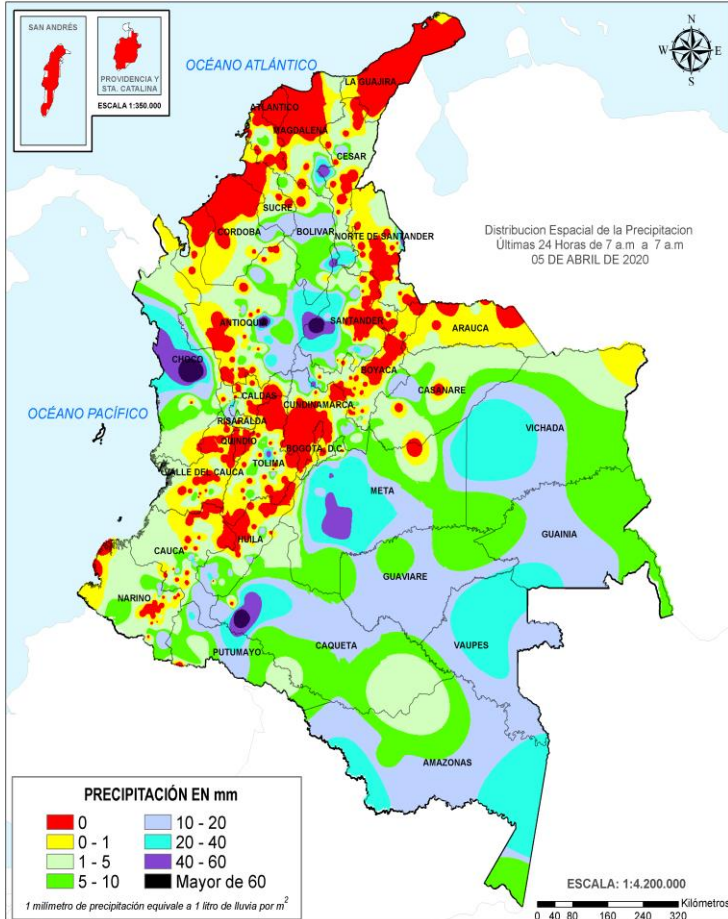 SAN ANDRÉS
PROVIDENCIA Y
STA. CATALINA
ESCALA 1:350.000
N
W
E
S
OCÉANO ATLÁNTICO
LA GUAJIRA
ATLANTICO
MAGDALENA
CESAR
SUCRE
CORDOBA
BOLIVAR
NORTE DE SANTANDER
Distribucion Espacial de la Precipitacion
Últimas 24 Horas de 7 a.m a 7 a.m
05 DE ABRIL DE 2020
ANTIOQUIA
SANTANDER
ARAUCA
CHOCO
BOYACA
CASANARE
CALDAS
CUNDINAMARCA
OCÉANO PACÍFICO
RISARALDA
VICHADA
QUINDIO
BOGOTA, D.C.
TOLIMA
VALLE DEL CAUCA
META
GUAINIA
HUILA
CAUCA
GUAVIARE
NARINO
CAQUETA
VAUPES
PUTUMAYO
AMAZONAS
PRECIPITACIÓN EN mm
0
10 - 20
0 - 1
20 - 40
1 - 5
40 - 60
5 - 10
Mayor de 60
1 milímetro de precipitación equivale a 1 litro de lluvia por m²
ESCALA: 1:4.200.000
Kilómetros
0 40 80 160 240 320